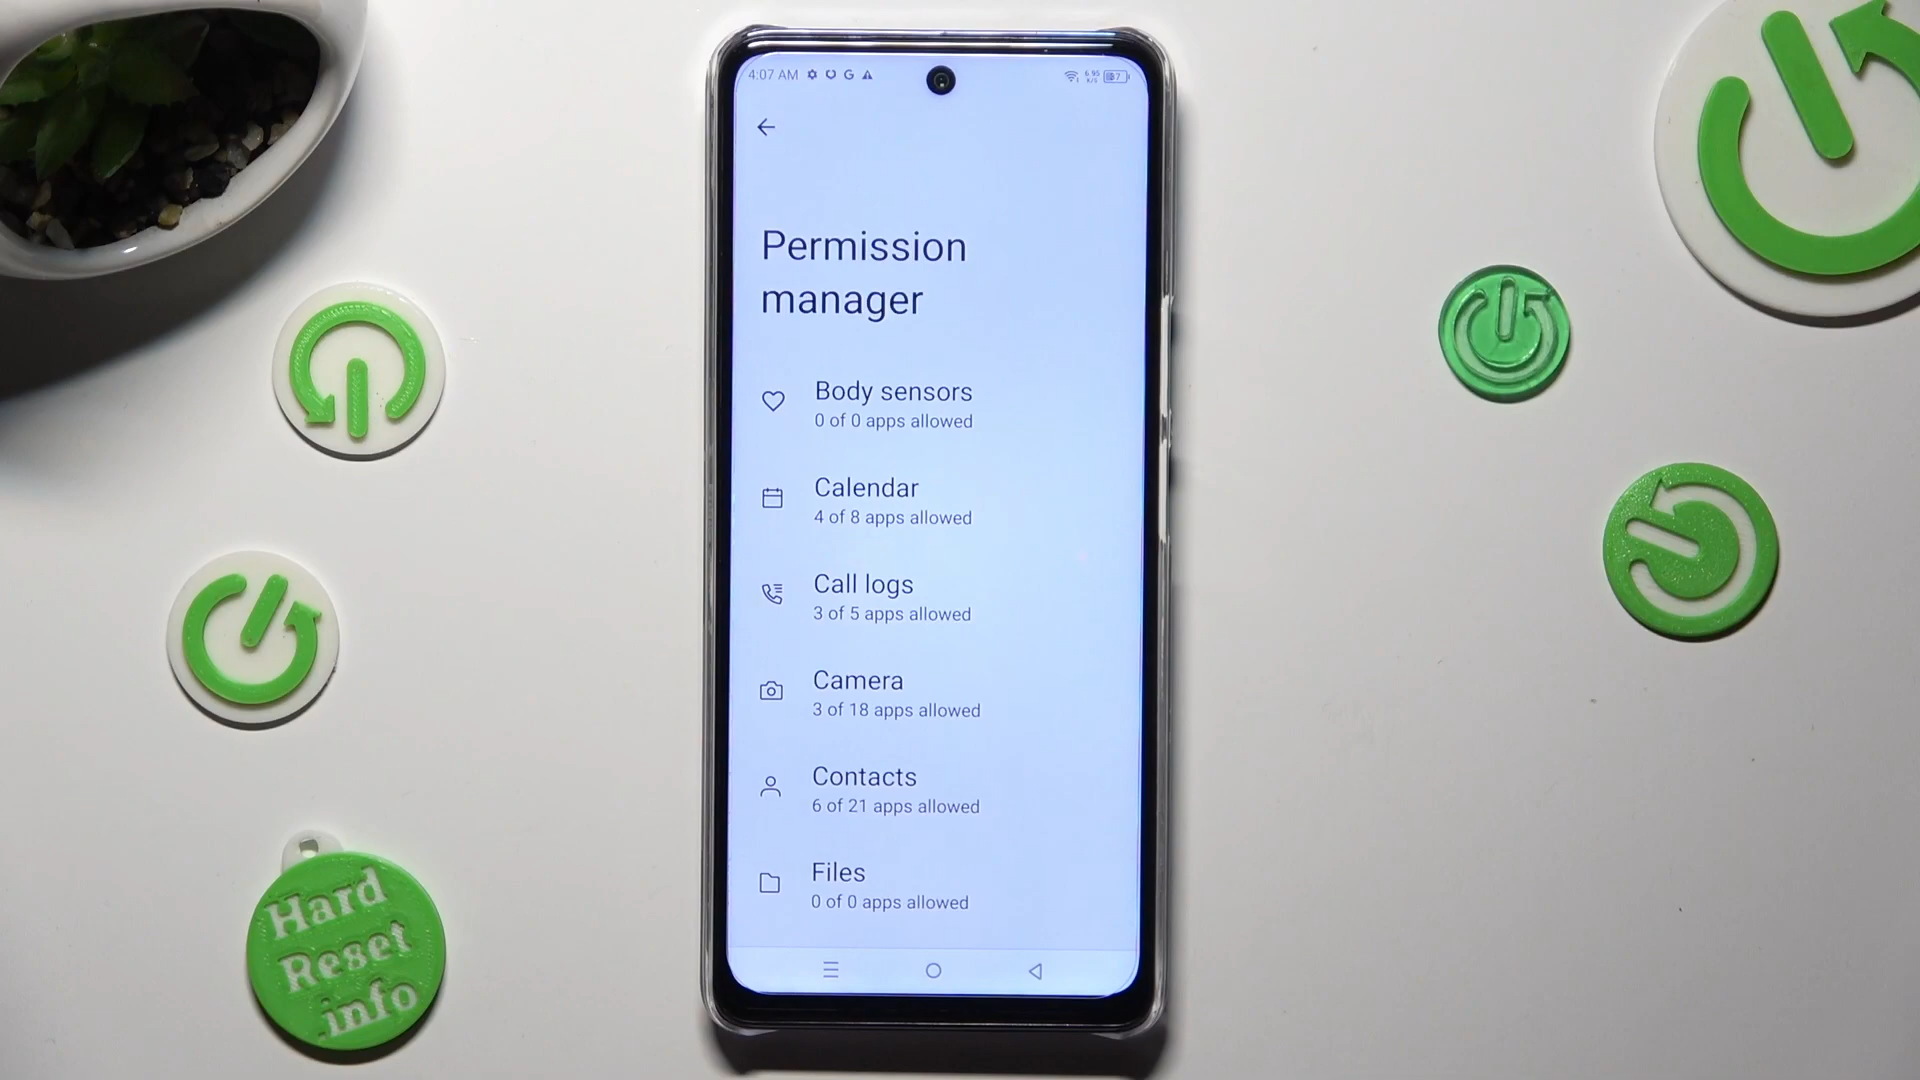 4:07 AM
6.95
K/S
Permission
manager
Body sensors
0 of 0 apps allowed
Calendar
4 of 8 apps allowed
Call logs
3 of 5 apps allowed
Camera
3 of 18 apps allowed
Contacts
6 of 21 apps allowed
Files
0 of 0 apps allowed
Hard
Reset
.info